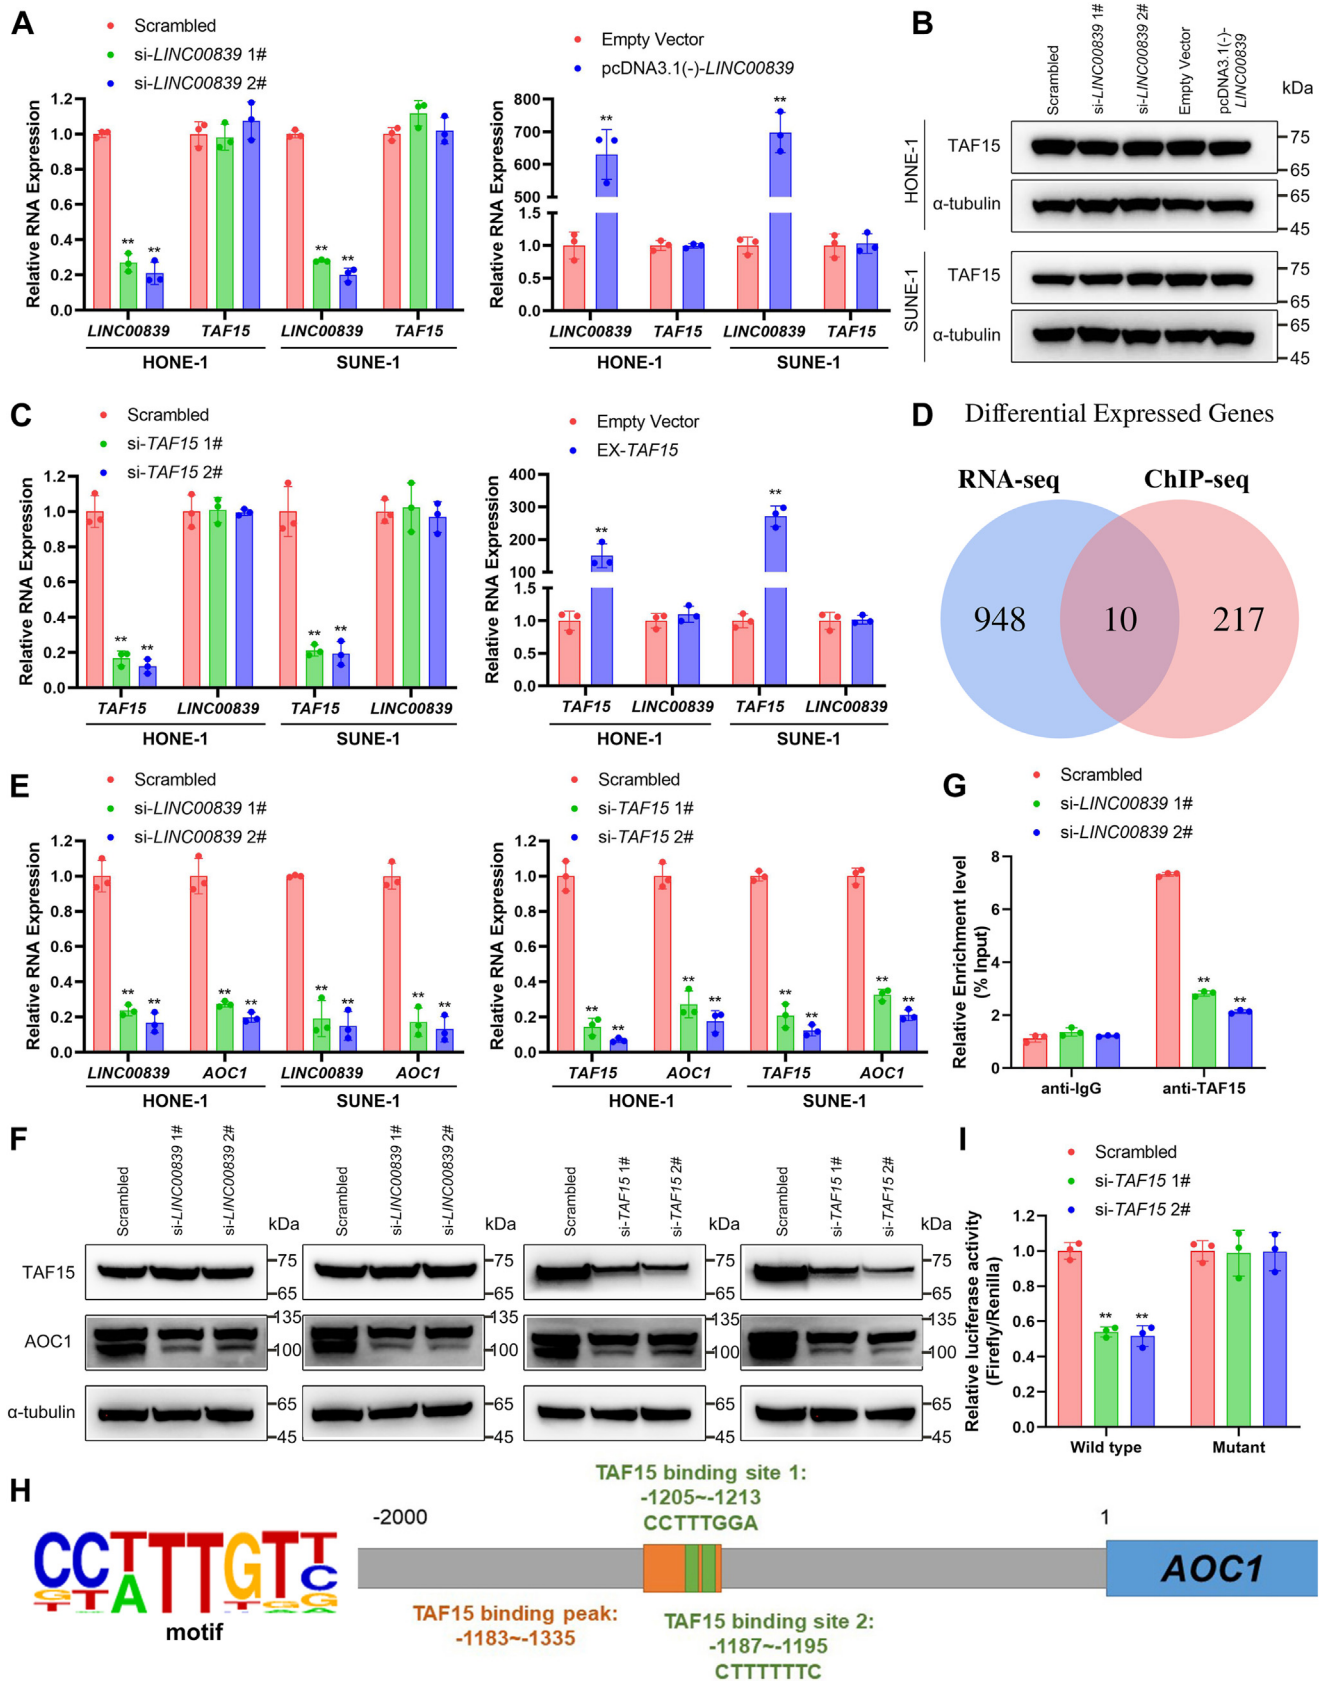 A
Scrambled
si-LINC00839 1#
si-LINC00839 2#
Relative RNA Expression
1.2
1.0
0.8
0.6
0.4
0.2
0.0
** ** ** **
LINC00839 TAF15 LINC00839 TAF15
HONE-1 SUNE-1
Empty Vector
pcDNA3.1(-)-LINC00839
Relative RNA Expression
800
700
600
500
1.5
1.0
0.5
0.0
** **
LINC00839 TAF15 LINC00839 TAF15
HONE-1 SUNE-1
B
Scrambled
si-LINC00839 1#
si-LINC00839 2#
Empty Vector
pcDNA3.1(-)-
LINC00839
kDa
HONE-1
TAF15
75
65
α-tubulin
65
45
SUNE-1
TAF15
75
65
α-tubulin
65
45
C
Scrambled
si-TAF15 1#
si-TAF15 2#
Relative RNA Expression
1.2
1.0
0.8
0.6
0.4
0.2
0.0
** ** ** **
TAF15 LINC00839 TAF15 LINC00839
HONE-1 SUNE-1
Empty Vector
EX-TAF15
Relative RNA Expression
400
300
200
100
1.5
1.0
0.5
0.0
** **
TAF15 LINC00839 TAF15 LINC00839
HONE-1 SUNE-1
D
Differential Expressed Genes
RNA-seq ChIP-seq
948 10 217
E
Scrambled
si-LINC00839 1#
si-LINC00839 2#
Relative RNA Expression
1.2
1.0
0.8
0.6
0.4
0.2
0.0
** ** ** ** ** ** ** **
LINC00839 AOC1 LINC00839 AOC1
HONE-1 SUNE-1
Scrambled
si-TAF15 1#
si-TAF15 2#
Relative RNA Expression
1.2
1.0
0.8
0.6
0.4
0.2
0.0
** ** ** ** ** ** ** **
TAF15 AOC1 TAF15 AOC1
HONE-1 SUNE-1
G
Scrambled
si-LINC00839 1#
si-LINC00839 2#
Relative Enrichment level
(% Input)
8
6
4
2
0
** **
anti-IgG anti-TAF15
F
Scrambled
si-LINC00839 1#
si-LINC00839 2#
kDa
Scrambled
si-LINC00839 1#
si-LINC00839 2#
kDa
Scrambled
si-TAF15 1#
si-TAF15 2#
kDa
Scrambled
si-TAF15 1#
si-TAF15 2#
kDa
TAF15
75 75 75 75
65 65 65 65
AOC1
135 135 135 135
100 100 100 100
α-tubulin
65 65 65 65
45 45 45 45
I
Scrambled
si-TAF15 1#
si-TAF15 2#
Relative luciferase activity
(Firefly/Renilla)
1.2
1.0
0.8
0.6
0.4
0.2
0.0
** **
Wild type Mutant
H
CCTTTGTT
motif
TAF15 binding site 1:
-1205~-1213
CCTTTGGA
-2000 1
AOC1
TAF15 binding peak:
-1183~-1335
TAF15 binding site 2:
-1187~-1195
CTTTTTTC